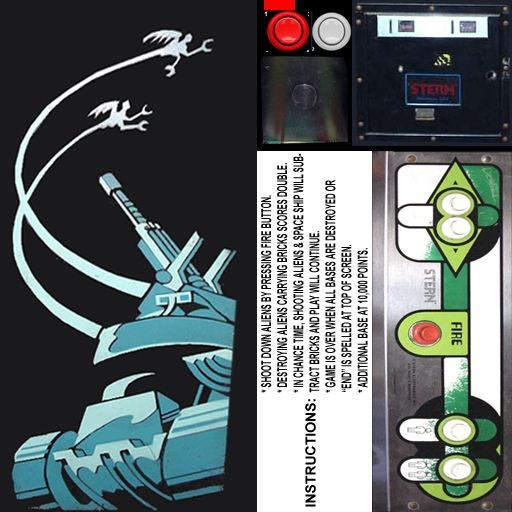 STERN
INSTRUCTIONS:
* SHOOT DOWN ALIENS BY PRESSING FIRE BUTTON.
* DESTROYING ALIENS CARRYING BRICKS SCORES DOUBLE.
* IN CHANCE TIME, SHOOTING ALIENS & SPACE SHIP WILL SUB-
TRACT BRICKS AND PLAY WILL CONTINUE.
* GAME IS OVER WHEN ALL BASES ARE DESTROYED OR
"END" IS SPELLED AT TOP OF SCREEN.
* ADDITIONAL BASE AT 10,000 POINTS.
STERN
FIRE